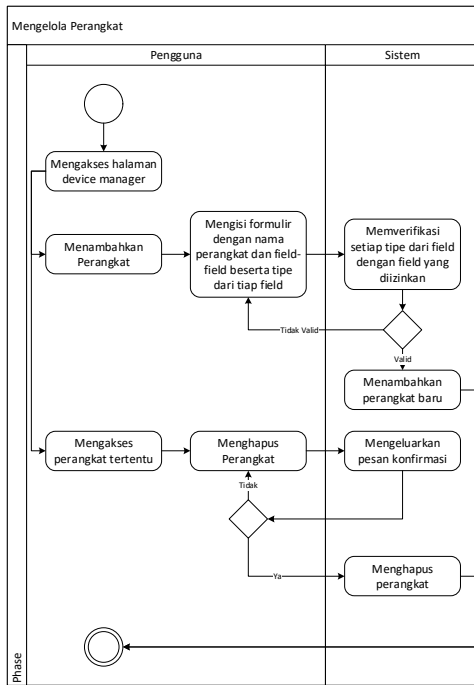 Mengelola Perangkat
Pengguna
Sistem
Mengakses halaman
device manager
Menambahkan
Perangkat
Mengisi formulir
dengan nama
perangkat dan field-
field beserta tipe
dari tiap field
Memverifikasi
setiap tipe dari field
dengan field yang
diizinkan
Tidak Valid
Valid
Menambahkan
perangkat baru
Mengakses
perangkat tertentu
Menghapus
Perangkat
Mengeluarkan
pesan konfirmasi
Tidak
Ya
Menghapus
perangkat
Phase